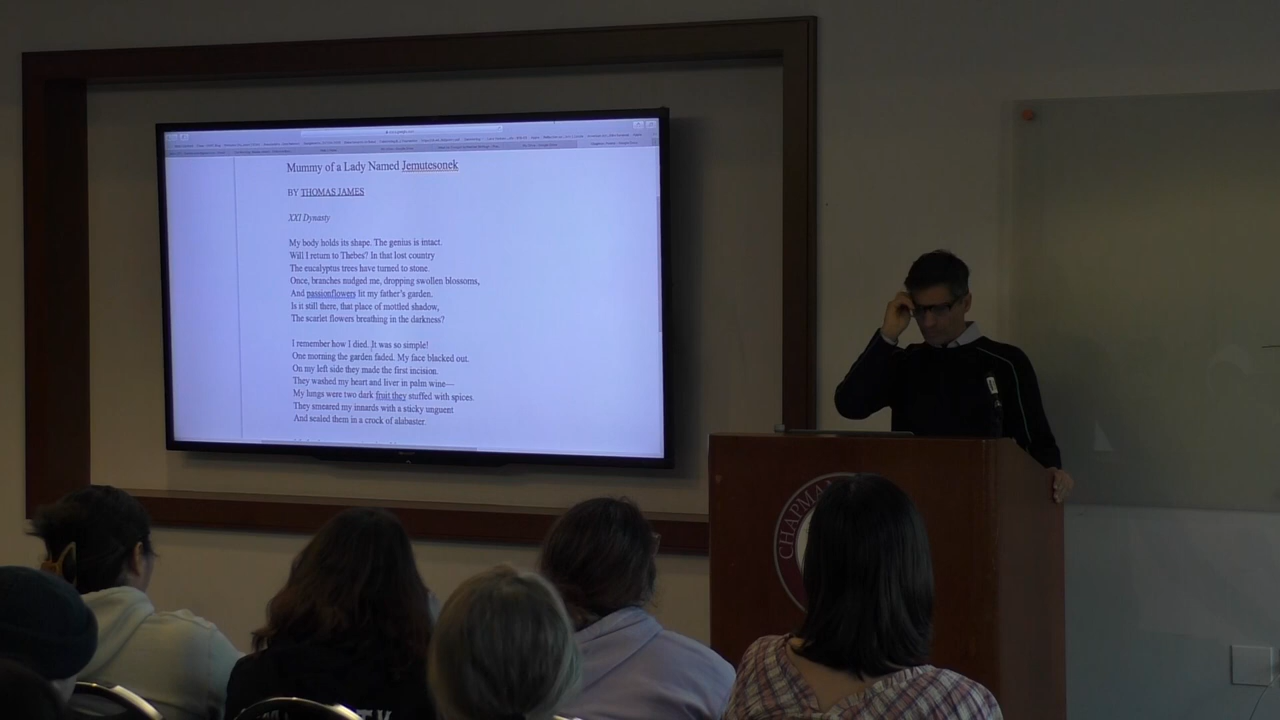 Mummy of a Lady Named Jemutesonek
BY THOMAS JAMES
XXI Dynasty
My body holds its shape. The genius is intact.
Will I return to Thebes? In that lost country
The eucalyptus trees have turned to stone.
Once, branches nudged me, dropping swollen blossoms,
And passionflowers lit my father's garden.
Is it still there, that place of mottled shadow,
The scarlet flowers breathing in the darkness?
I remember how I died. It was so simple!
One morning the garden faded. My face blacked out.
On my left side they made the first incision.
They washed my heart and liver in palm wine—
My lungs were two dark fruit they stuffed with spices.
They smeared my innards with a sticky unguent
And sealed them in a crock of alabaster.
CHAPMA